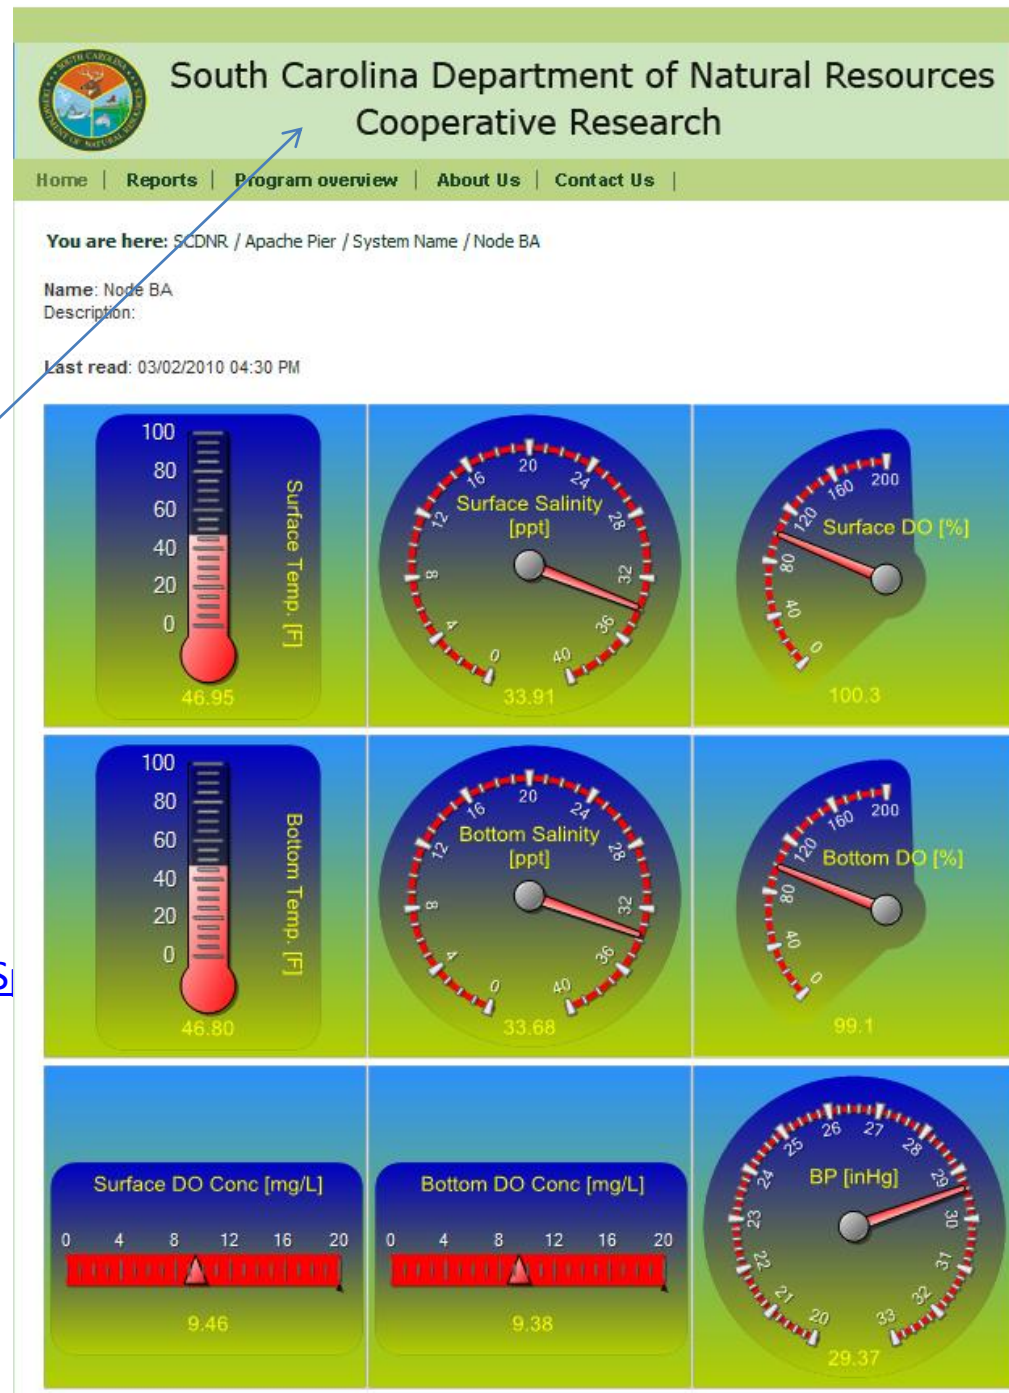 South Carolina Department of Natural Resources
Cooperative Research
Home | Reports | Program overview | About Us | Contact Us |
You are here: SCDNR / Apache Pier / System Name / Node BA
Name: Node BA
Description:
Last read: 03/02/2010 04:30 PM
100
80
60
40
20
0
Surface Temp. [F]
46.95
0 4 8 12 16 20 24 28 32 36 40
Surface Salinity
[ppt]
33.91
0 40 80 120 160 200
Surface DO [%]
100.3
100
80
60
40
20
0
Bottom Temp. [F]
46.80
0 4 8 12 16 20 24 28 32 36 40
Bottom Salinity
[ppt]
33.68
0 40 80 120 160 200
Bottom DO [%]
99.1
Surface DO Conc [mg/L]
0 4 8 12 16 20
9.46
Bottom DO Conc [mg/L]
0 4 8 12 16 20
9.38
20 21 22 23 24 25 26 27 28 29 30 31 32 33
BP [inHg]
29.37